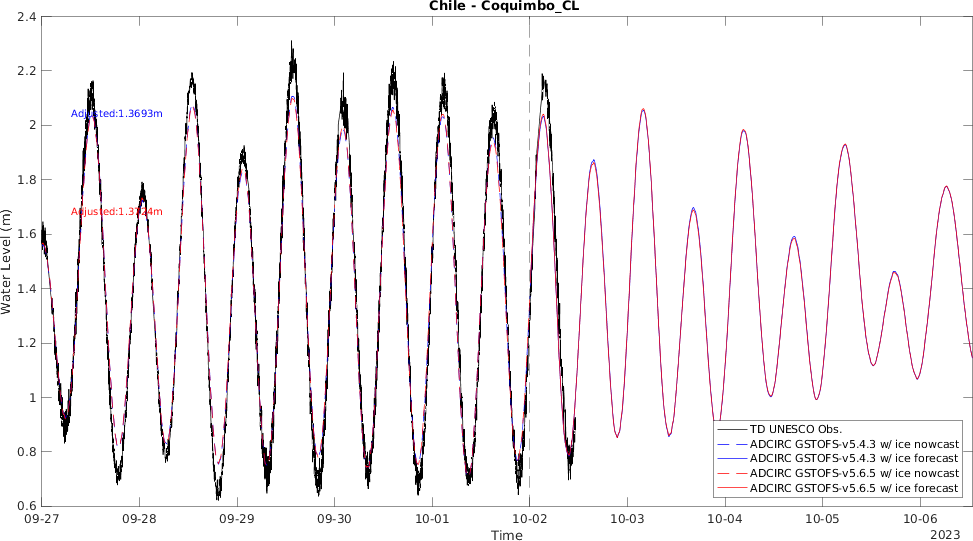 Chile - Coquimbo_CL
2.4
2.2
2
1.8
1.6
1.4
1.2
1
0.8
0.6
Water Level (m)
Adjusted:1.3693m
Adjusted:1.3724m
TD UNESCO Obs.
ADCIRC GSTOFS-v5.4.3 w/ ice nowcast
ADCIRC GSTOFS-v5.4.3 w/ ice forecast
ADCIRC GSTOFS-v5.6.5 w/ ice nowcast
ADCIRC GSTOFS-v5.6.5 w/ ice forecast
09-27 09-28 09-29 09-30 10-01 10-02 10-03 10-04 10-05 10-06
Time
2023